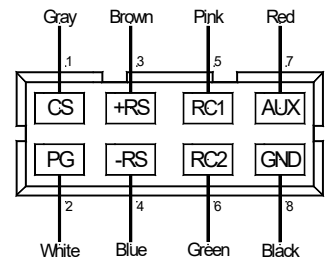 Gray Brown Pink Red
1 3 5 7
CS +RS RC1 AUX
PG -RS RC2 GND
2 4 6 8
White Blue Green Black